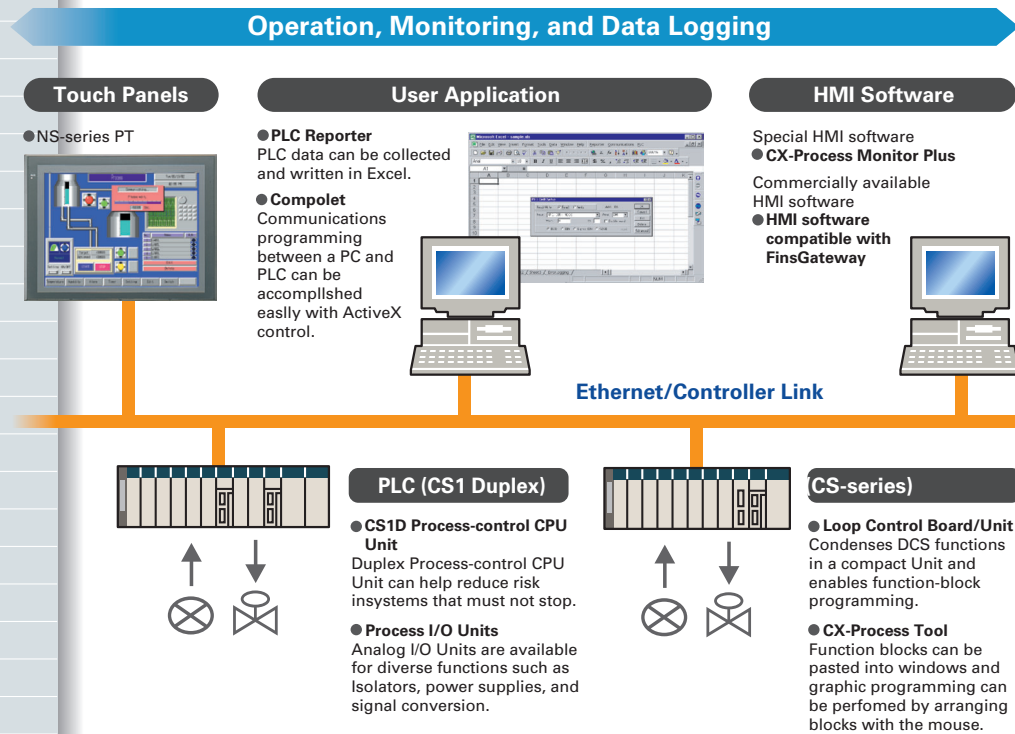 Operation, Monitoring, and Data Logging
Touch Panels
NS-series PT
User Application
PLC Reporter
PLC data can be collected
and written in Excel.
Compolet
Communications
programming
between a PC and
PLC can be
accompllshed
easlly with ActiveX
control.
HMI Software
Special HMI software
CX-Process Monitor Plus
Commercially available
HMI software
HMI software
compatible with
FinsGateway
Ethernet/Controller Link
PLC (CS1 Duplex)
CS1D Process-control CPU
Unit
Duplex Process-control CPU
Unit can help reduce risk
insystems that must not stop.
Process I/O Units
Analog I/O Units are available
for diverse functions such as
Isolators, power supplies, and
signal conversion.
(CS-series)
Loop Control Board/Unit
Condenses DCS functions
in a compact Unit and
enables function-block
programming.
CX-Process Tool
Function blocks can be
pasted into windows and
graphic programming can
be perfomed by arranging
blocks with the mouse.